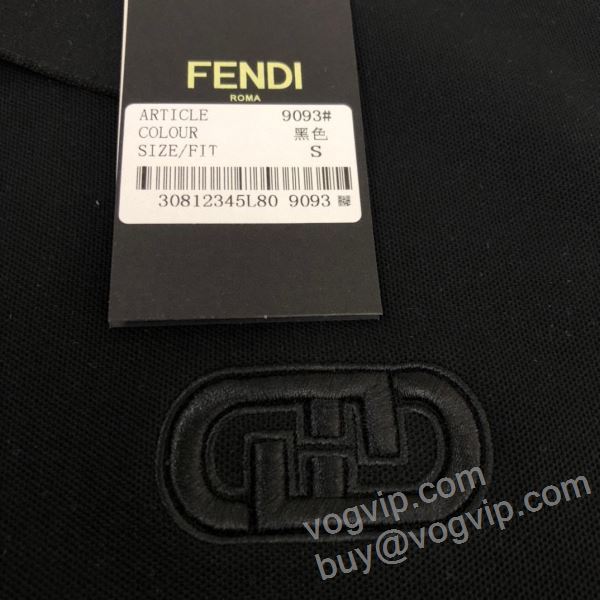 FENDI
ROMA
ARTICLE 9093#
COLOUR 黑色
SIZE/FIT S
30812345L80 9093
vogvip.com
buy@vogvip.com